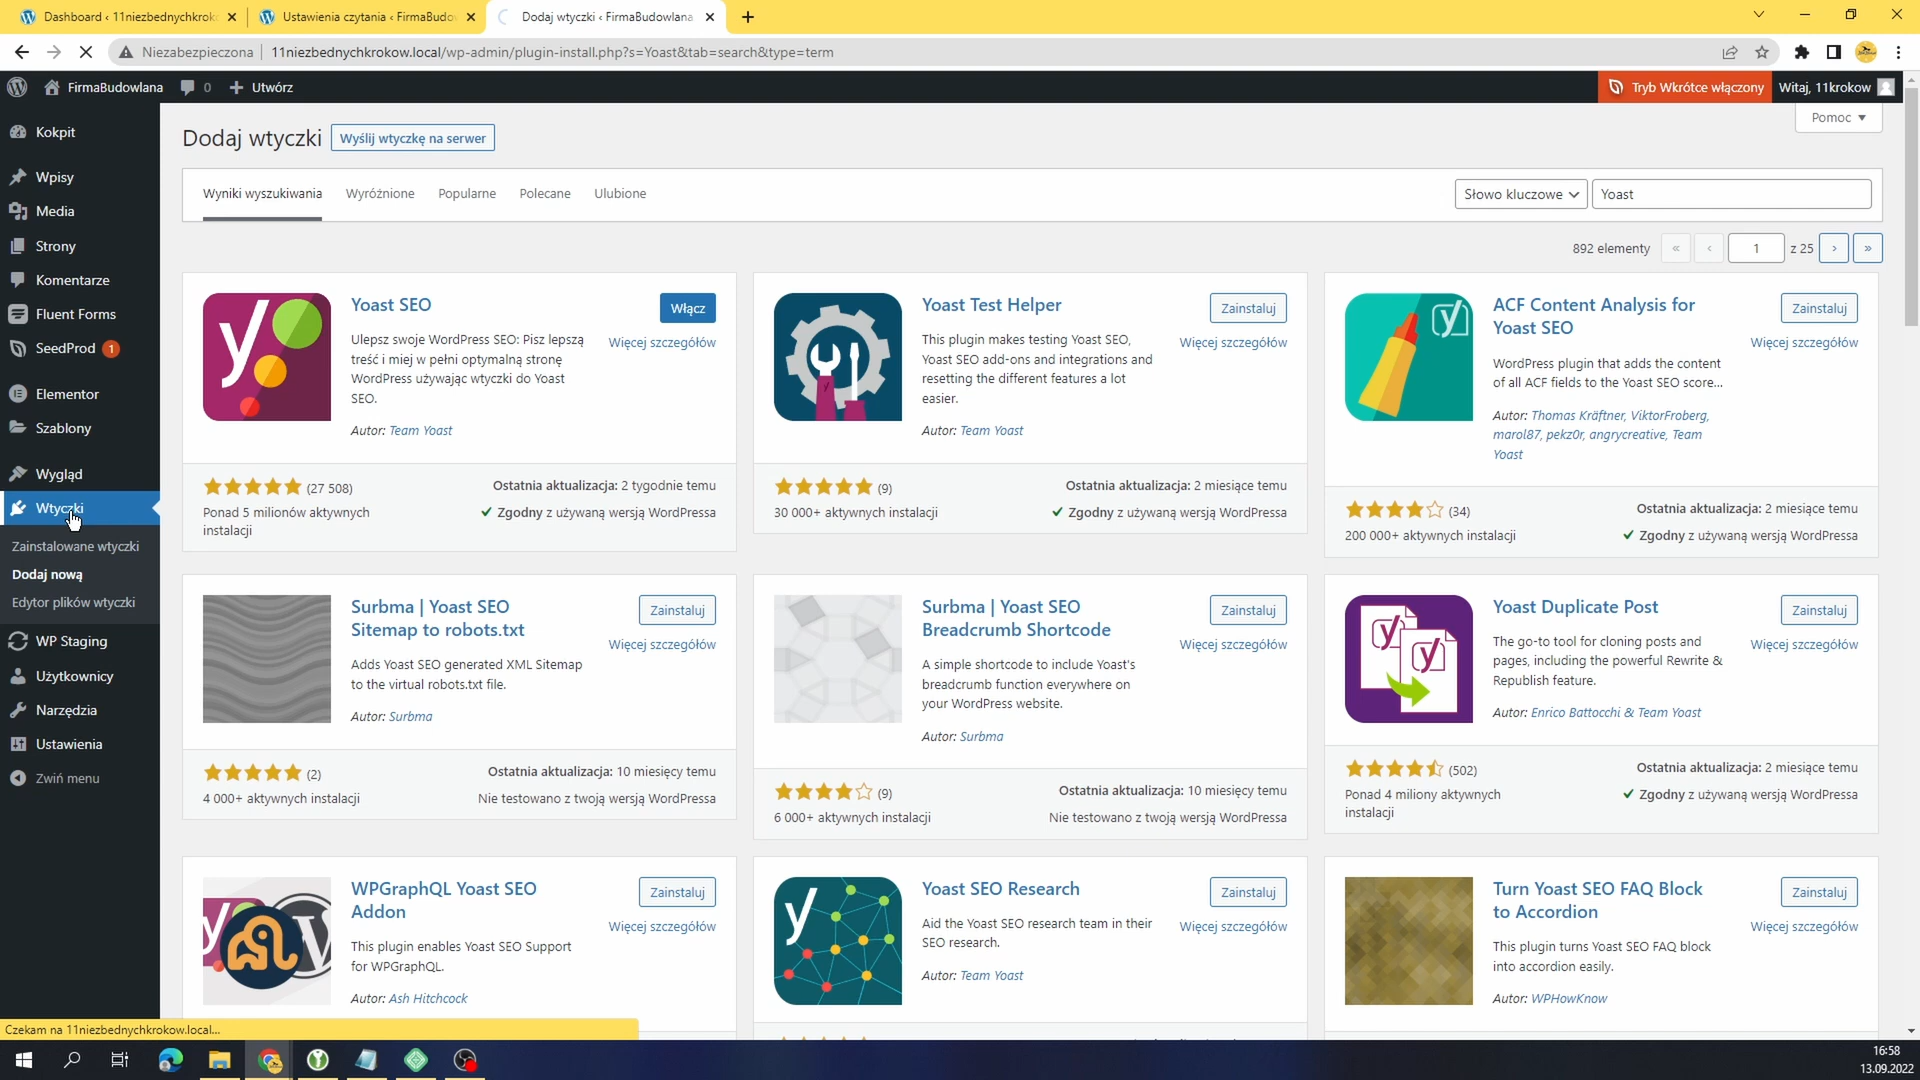 Dashboard ‹ 11niezbednychkroko
Ustawienia czytania ‹ FirmaBudow
Dodaj wtyczki ‹ FirmaBudowlana
Niezabezpieczona
11niezbednychkrokow.local/wp-admin/plugin-install.php?s=Yoast&tab=search&type=term
FirmaBudowlana
0
Utwórz
Tryb Wkrótce włączony
Witaj, 11krokow
Kokpit
Wpisy
Media
Strony
Komentarze
Fluent Forms
SeedProd 1
Elementor
Szablony
Wygląd
Wtyczki
Zainstalowane wtyczki
Dodaj nową
Edytor plików wtyczki
WP Staging
Użytkownicy
Narzędzia
Ustawienia
Zwiń menu
Pomoc
Dodaj wtyczki
Wyślij wtyczkę na serwer
Wyniki wyszukiwania
Wyróżnione
Popularne
Polecane
Ulubione
Słowo kluczowe
Yoast
892 elementy
«
‹
1
z 25
›
»
Yoast SEO
Włącz
Więcej szczegółów
Ulepsz swoje WordPress SEO: Pisz lepszą
treść i miej w pełni optymalną stronę
WordPress używając wtyczki do Yoast
SEO.
Autor: Team Yoast
(27 508)
Ponad 5 milionów aktywnych
instalacji
Ostatnia aktualizacja: 2 tygodnie temu
Zgodny z używaną wersją WordPressa
Yoast Test Helper
Zainstaluj
Więcej szczegółów
This plugin makes testing Yoast SEO,
Yoast SEO add-ons and integrations and
resetting the different features a lot
easier.
Autor: Team Yoast
(9)
30 000+ aktywnych instalacji
Ostatnia aktualizacja: 2 miesiące temu
Zgodny z używaną wersją WordPressa
ACF Content Analysis for
Yoast SEO
Zainstaluj
Więcej szczegółów
WordPress plugin that adds the content
of all ACF fields to the Yoast SEO score...
Autor: Thomas Kräftner, ViktorFroberg,
marol87, pekz0r, angrycreative, Team
Yoast
(34)
200 000+ aktywnych instalacji
Ostatnia aktualizacja: 2 miesiące temu
Zgodny z używaną wersją WordPressa
Surbma | Yoast SEO
Sitemap to robots.txt
Zainstaluj
Więcej szczegółów
Adds Yoast SEO generated XML Sitemap
to the virtual robots.txt file.
Autor: Surbma
(2)
4 000+ aktywnych instalacji
Ostatnia aktualizacja: 10 miesięcy temu
Nie testowano z twoją wersją WordPressa
Surbma | Yoast SEO
Breadcrumb Shortcode
Zainstaluj
Więcej szczegółów
A simple shortcode to include Yoast's
breadcrumb function everywhere on
your WordPress website.
Autor: Surbma
(9)
6 000+ aktywnych instalacji
Ostatnia aktualizacja: 10 miesięcy temu
Nie testowano z twoją wersją WordPressa
Yoast Duplicate Post
Zainstaluj
Więcej szczegółów
The go-to tool for cloning posts and
pages, including the powerful Rewrite &
Republish feature.
Autor: Enrico Battocchi & Team Yoast
(502)
Ponad 4 miliony aktywnych
instalacji
Ostatnia aktualizacja: 2 miesiące temu
Zgodny z używaną wersją WordPressa
WPGraphQL Yoast SEO
Addon
Zainstaluj
Więcej szczegółów
This plugin enables Yoast SEO Support
for WPGraphQL.
Autor: Ash Hitchcock
Yoast SEO Research
Zainstaluj
Więcej szczegółów
Aid the Yoast SEO research team in their
SEO research.
Autor: Team Yoast
Turn Yoast SEO FAQ Block
to Accordion
Zainstaluj
Więcej szczegółów
This plugin turns Yoast SEO FAQ block
into accordion easily.
Autor: WPHowKnow
Czekam na 11niezbednychkrokow.local...
16:58
13.09.2022